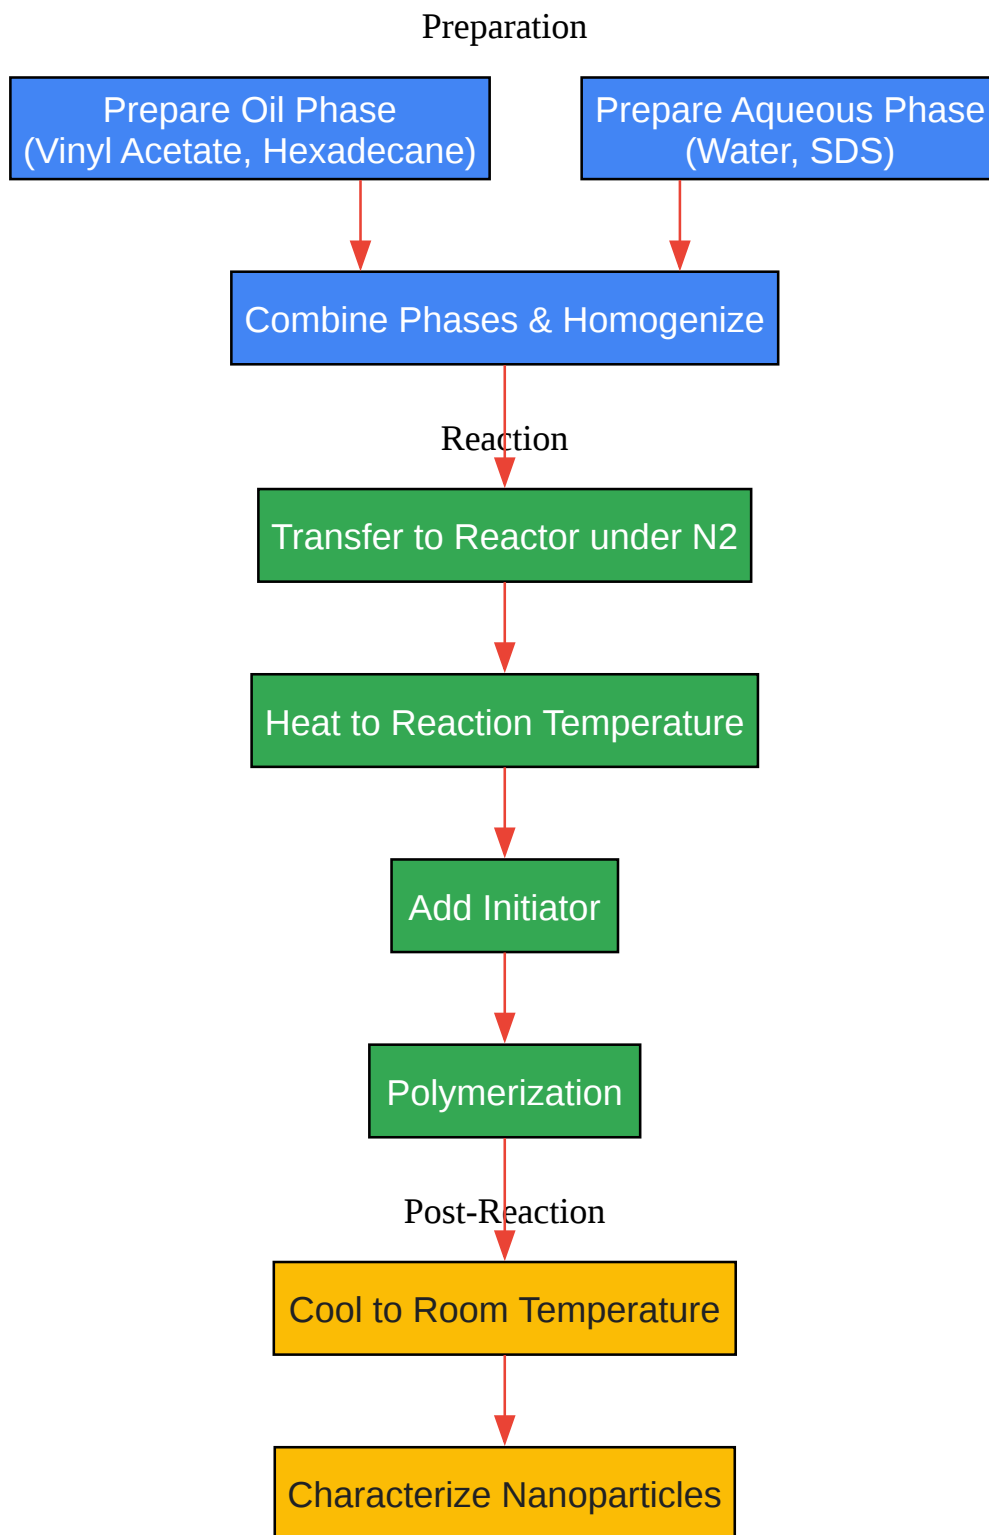 Preparation
Prepare Oil Phase
(Vinyl Acetate, Hexadecane)
Prepare Aqueous Phase
(Water, SDS)
Combine Phases & Homogenize
Reaction
Transfer to Reactor under N2
Heat to Reaction Temperature
Add Initiator
Polymerization
Post-Reaction
Cool to Room Temperature
Characterize Nanoparticles